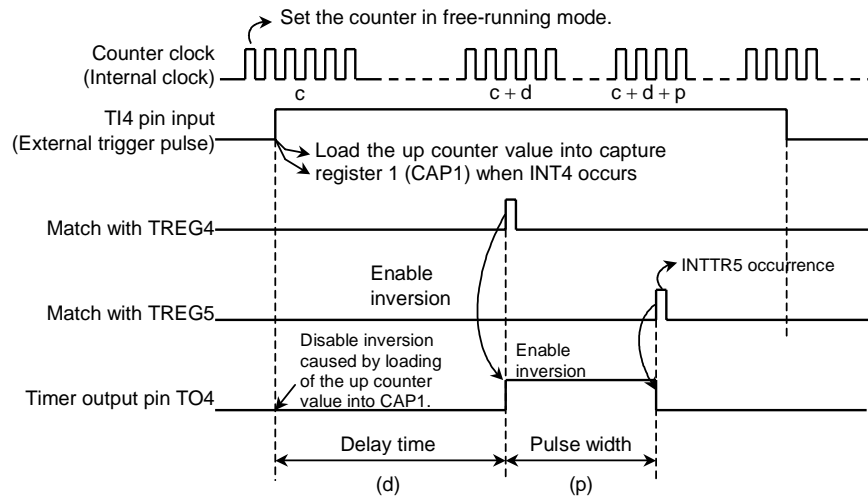 Set the counter in free-running mode.
Counter clock
(Internal clock)
c
c + d
c + d + p
TI4 pin input
(External trigger pulse)
Load the up counter value into capture
register 1 (CAP1) when INT4 occurs
Match with TREG4
Enable
inversion
INTTR5 occurrence
Match with TREG5
Disable inversion
caused by loading
of the up counter
value into CAP1.
Enable
inversion
Timer output pin TO4
Delay time
Pulse width
(d)
(p)